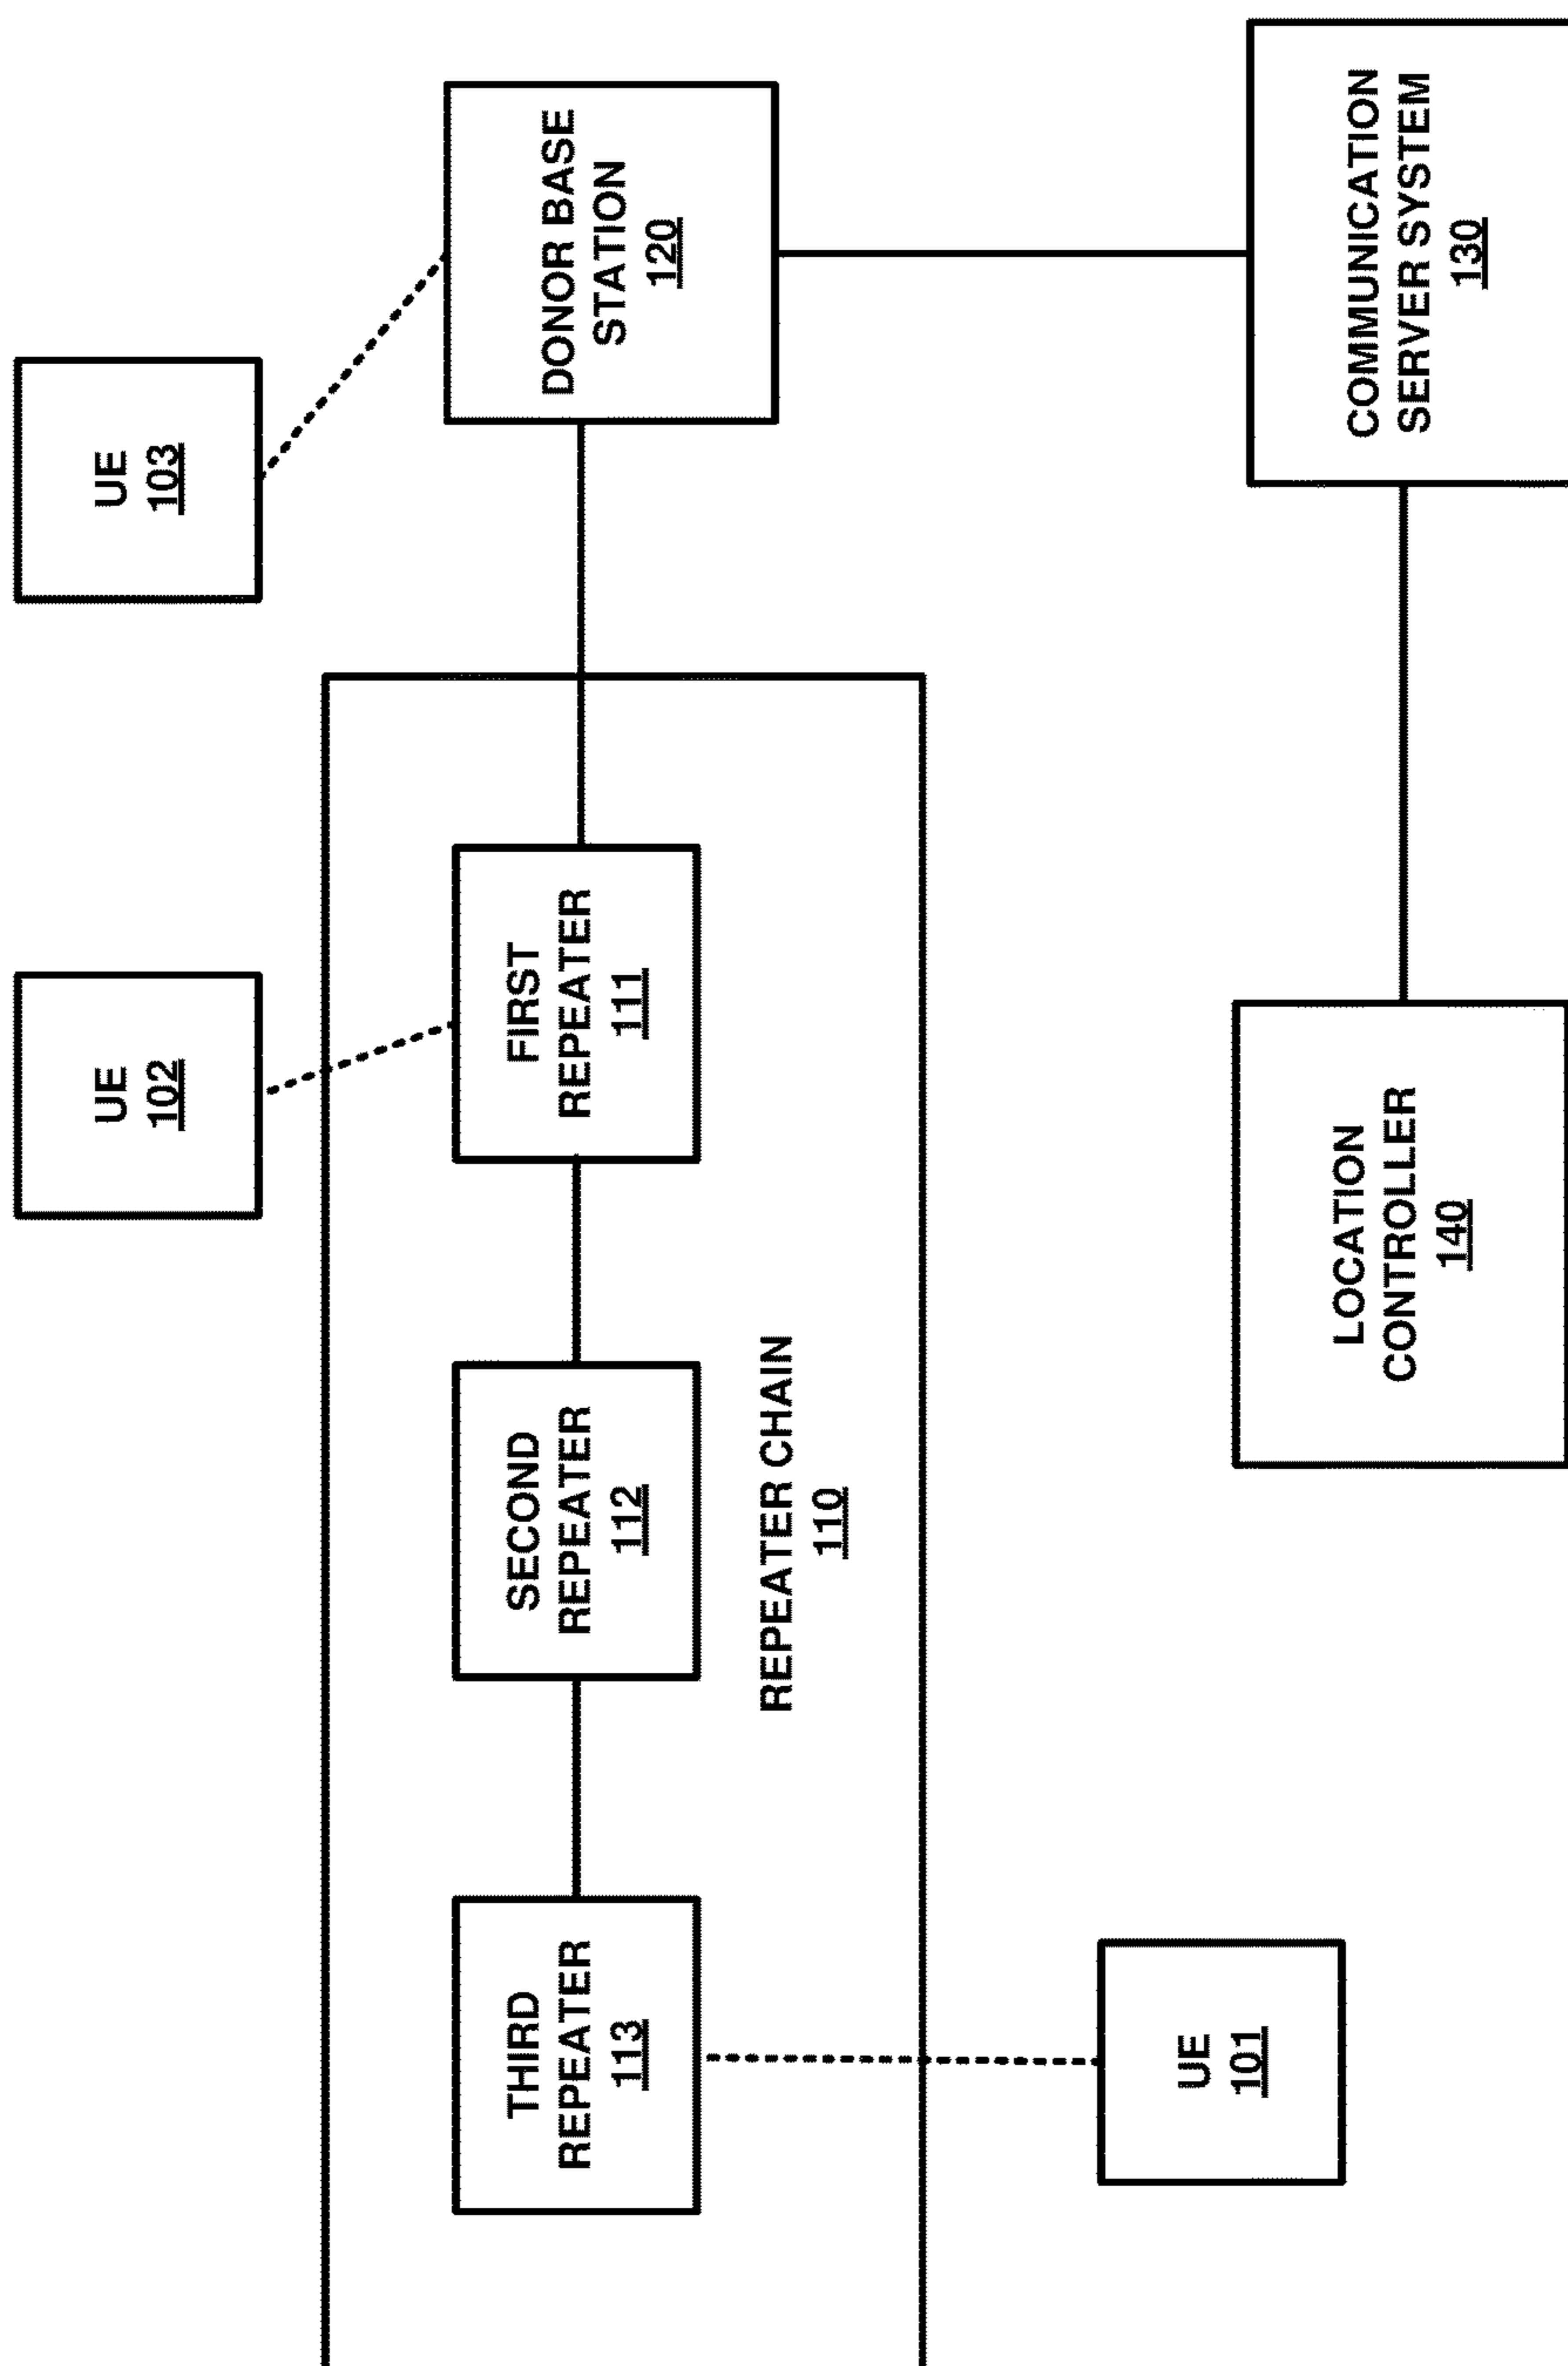 UE
101
THIRD
REPEATER
113
SECOND
REPEATER
112
REPEATER CHAIN
110
UE
102
FIRST
REPEATER
111
UE
103
DONOR BASE
STATION
120
LOCATION
CONTROLLER
140
COMMUNICATION
SERVER SYSTEM
130